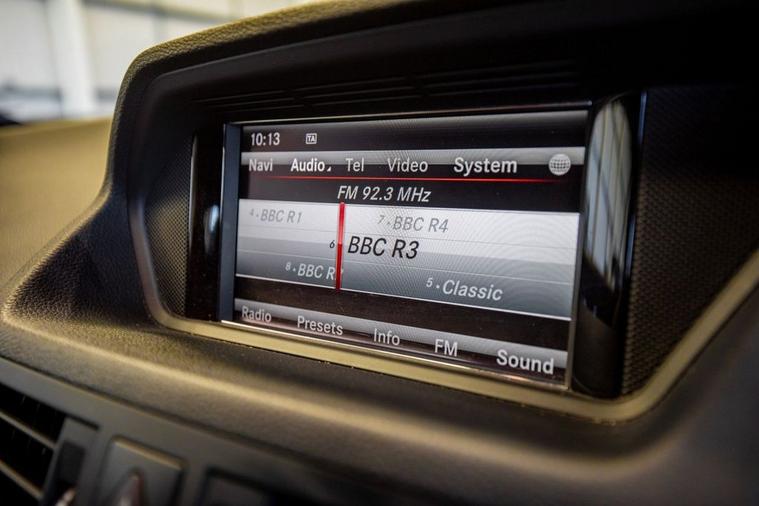 10:13 TA
Navi Audio Tel Video System
FM 92.3 MHz
4 • BBC R1 7 • BBC R4
6 BBC R3
8 • BBC R 5 • Classic
Radio Presets Info FM Sound